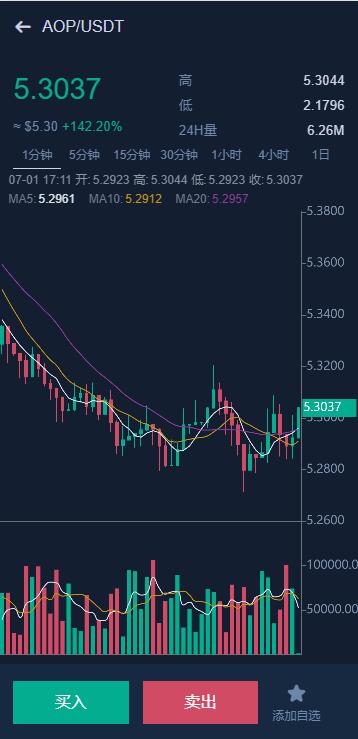 AOP/USDT
5.3037
高 5.3044
低 2.1796
≈ $5.30 +142.20%
24H量 6.26M
1分钟 5分钟 15分钟 30分钟 1小时 4小时 1日
07-01 17:11 开: 5.2923 高: 5.3044 低: 5.2923 收: 5.3037
MA5: 5.2961 MA10: 5.2912 MA20: 5.2957
5.3800
5.3600
5.3400
5.3200
5.3037
5.3000
5.2800
5.2600
100000.0
50000.00
买入 卖出
添加自选